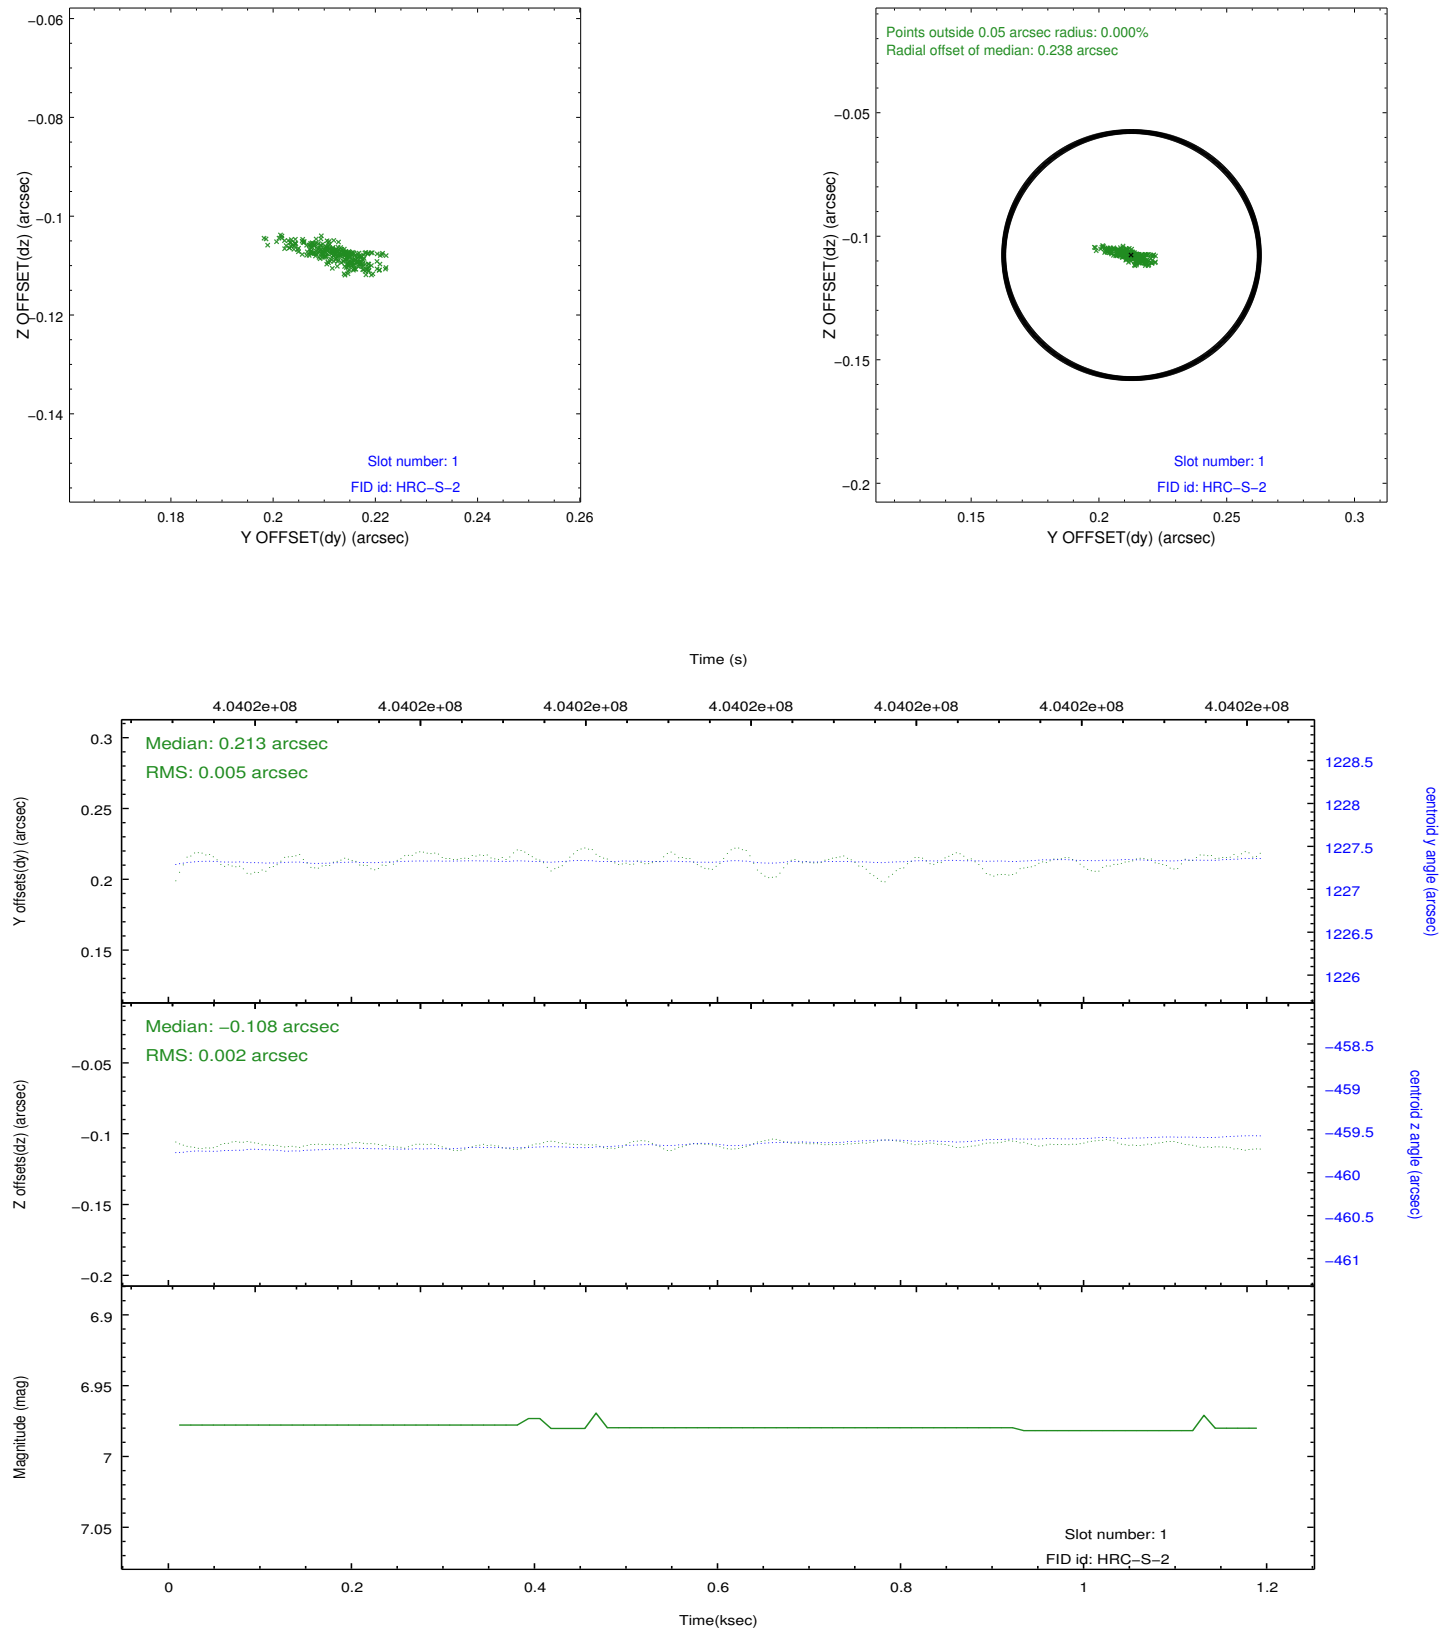 −0.06
−0.08
−0.1
−0.12
−0.14
Z OFFSET(dz) (arcsec)
Slot number: 1
FID id: HRC−S−2
0.18 0.2 0.22 0.24 0.26
Y OFFSET(dy) (arcsec)
Points outside 0.05 arcsec radius: 0.000%
Radial offset of median: 0.238 arcsec
−0.05
−0.1
−0.15
−0.2
Z OFFSET(dz) (arcsec)
Slot number: 1
FID id: HRC−S−2
0.15 0.2 0.25 0.3
Y OFFSET(dy) (arcsec)
Time (s)
4.0402e+08 4.0402e+08 4.0402e+08 4.0402e+08 4.0402e+08 4.0402e+08 4.0402e+08
Median: 0.213 arcsec
RMS: 0.005 arcsec
0.3
0.25
0.2
0.15
Y offsets(dy) (arcsec)
1228.5
1228
1227.5
1227
1226.5
1226
centroid y angle (arcsec)
Median: −0.108 arcsec
RMS: 0.002 arcsec
−0.05
−0.1
−0.15
−0.2
Z offsets(dz) (arcsec)
−458.5
−459
−459.5
−460
−460.5
−461
centroid z angle (arcsec)
6.9
6.95
7
7.05
Magnitude (mag)
Slot number: 1
FID id: HRC−S−2
0 0.2 0.4 0.6 0.8 1 1.2
Time(ksec)